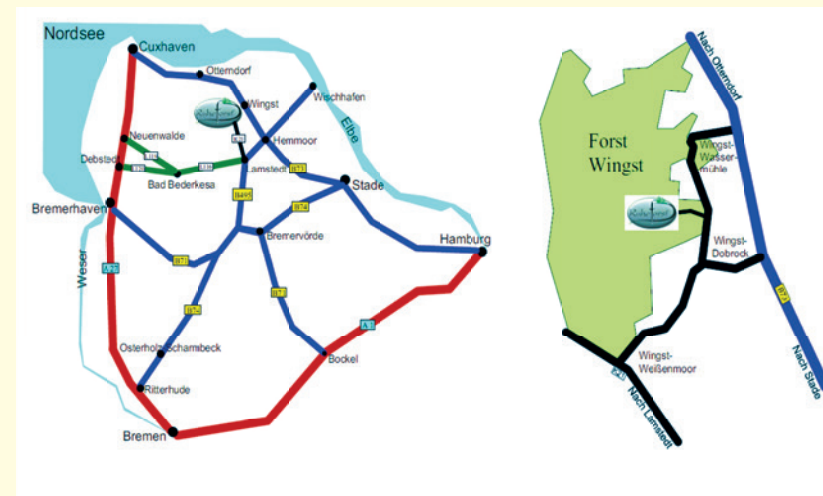 Nordsee
Cuxhaven
Otterndorf
Wingst
Wischhafen
Elbe
Neuenwalde
Hemmoor
Debstedt
Lamstedt
B73
Bad Bederkesa
Stade
B495
B74
Bremerhaven
Bremervörde
Hamburg
Weser
B71
A 27
B71
B74
A 1
Osterholz-Scharmbeck
Bockel
Ritterhude
Bremen
Nach Otterndorf
Forst
Wingst
Wingst-
Wasser-
mühle
Wingst-
Dobrock
B73
Wingst-
Weißenmoor
Nach Stade
Nach Lamstedt